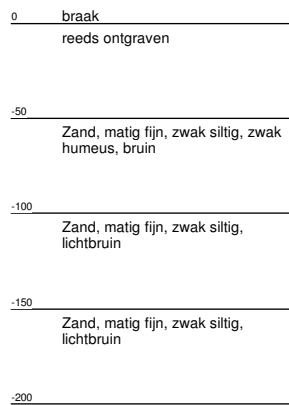 0 braak
reeds ontgraven
-50
Zand, matig fijn, zwak siltig, zwak
humeus, bruin
-100
Zand, matig fijn, zwak siltig,
lichtbruin
-150
Zand, matig fijn, zwak siltig,
lichtbruin
-200